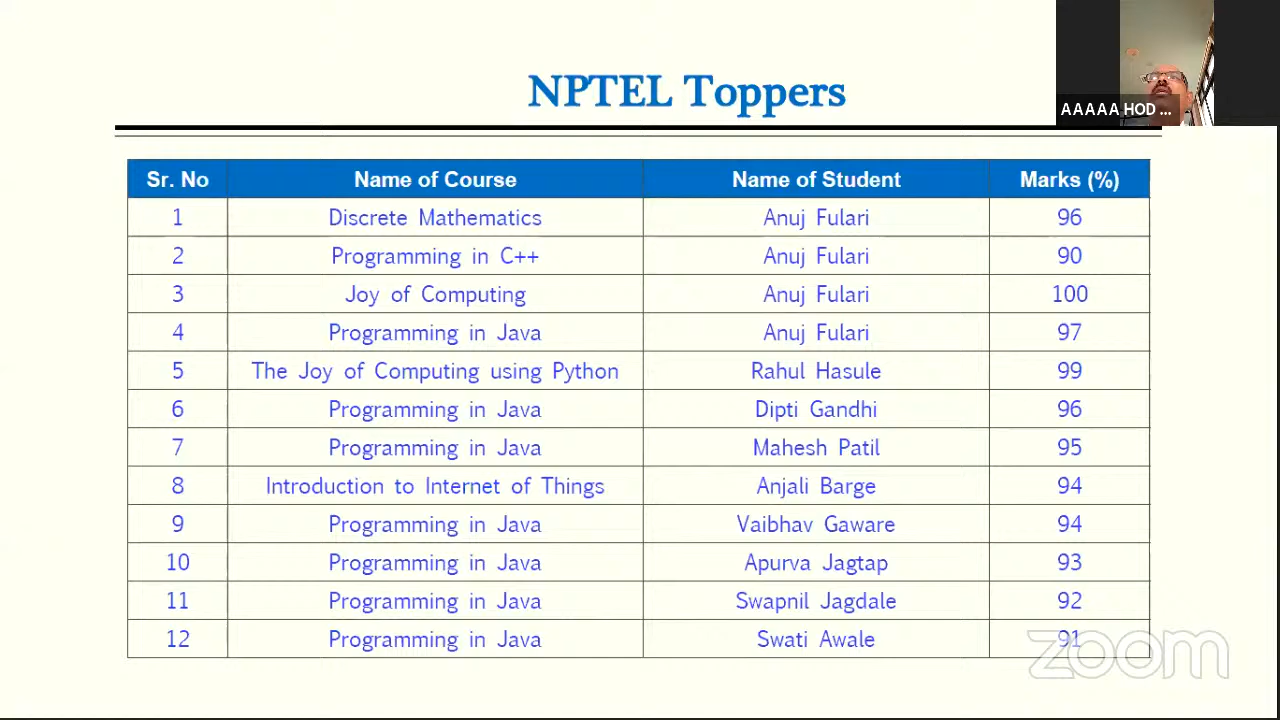 NPTEL Toppers
AAAAA HOD ...
Sr. No Name of Course Name of Student Marks (%)
1 Discrete Mathematics Anuj Fulari 96
2 Programming in C++ Anuj Fulari 90
3 Joy of Computing Anuj Fulari 100
4 Programming in Java Anuj Fulari 97
5 The Joy of Computing using Python Rahul Hasule 99
6 Programming in Java Dipti Gandhi 96
7 Programming in Java Mahesh Patil 95
8 Introduction to Internet of Things Anjali Barge 94
9 Programming in Java Vaibhav Gaware 94
10 Programming in Java Apurva Jagtap 93
11 Programming in Java Swapnil Jagdale 92
12 Programming in Java Swati Awale 91
zoom